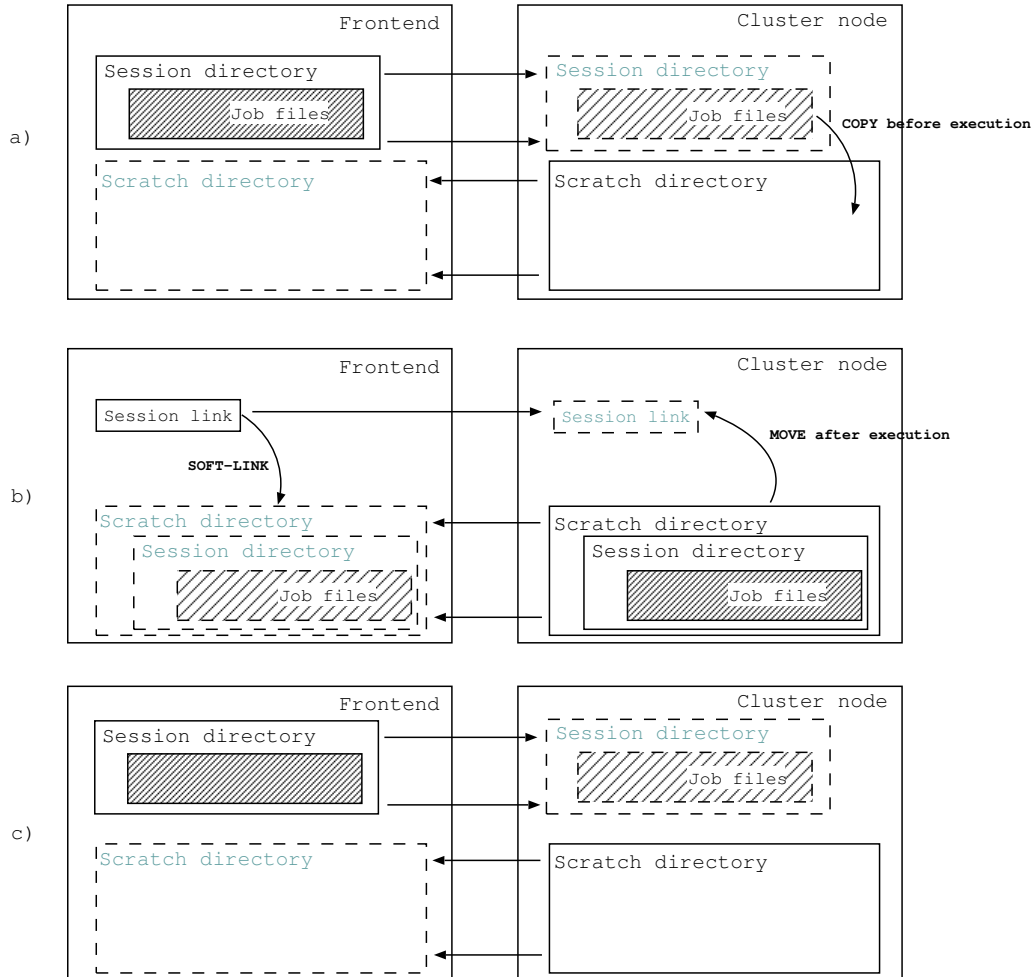 a)
Frontend
Session directory
Job files
Scratch directory
Cluster node
Session directory
Job files
COPY before execution
Scratch directory
b)
Frontend
Session link
SOFT-LINK
Scratch directory
Session directory
Job files
Cluster node
Session link
MOVE after execution
Scratch directory
Session directory
Job files
c)
Frontend
Session directory
Scratch directory
Cluster node
Session directory
Job files
Scratch directory